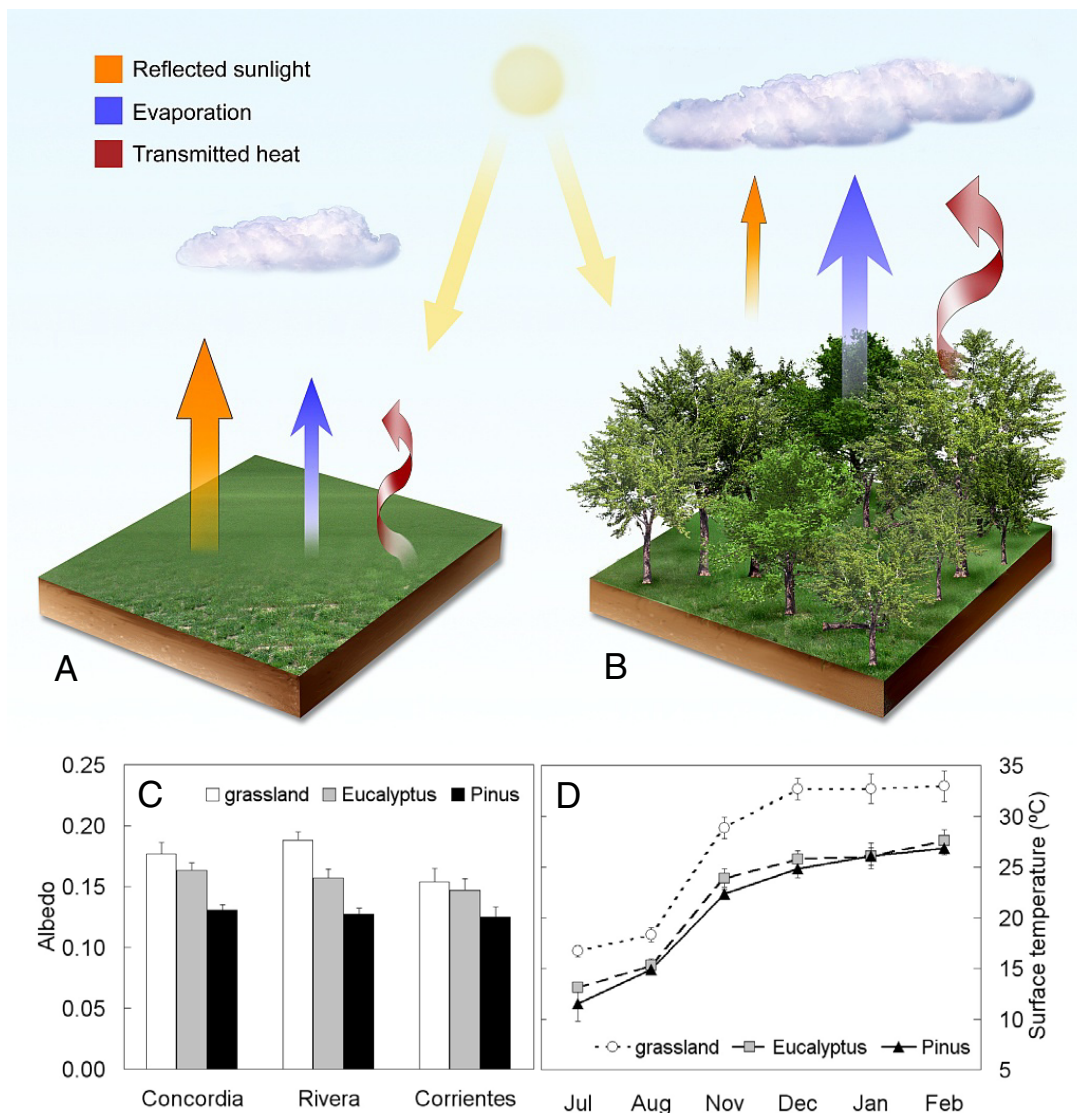 Reflected sunlight
Evaporation
Transmitted heat
A
B
C
grassland Eucalyptus Pinus
Albedo
0.25
0.20
0.15
0.10
0.05
0.00
Concordia Rivera Corrientes
D
grassland Eucalyptus Pinus
Surface temperature (ºC)
35
30
25
20
15
10
5
Jul Aug Nov Dec Jan Feb